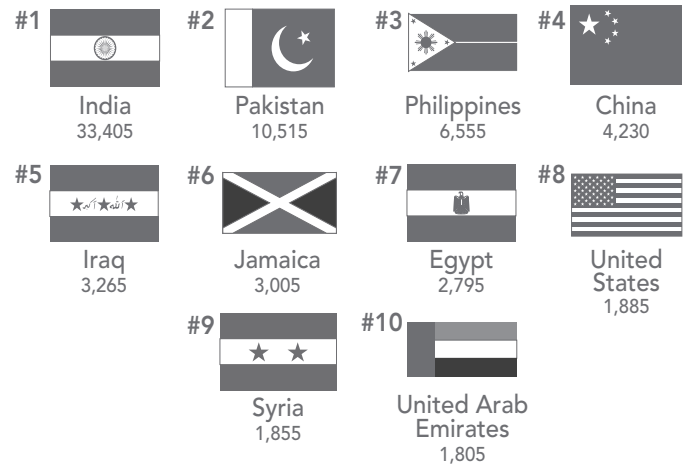 #1
India
33,405
#2
Pakistan
10,515
#3
Philippines
6,555
#4
China
4,230
#5
Iraq
3,265
#6
Jamaica
3,005
#7
Egypt
2,795
#8
United
States
1,885
#9
Syria
1,855
#10
United Arab
Emirates
1,805